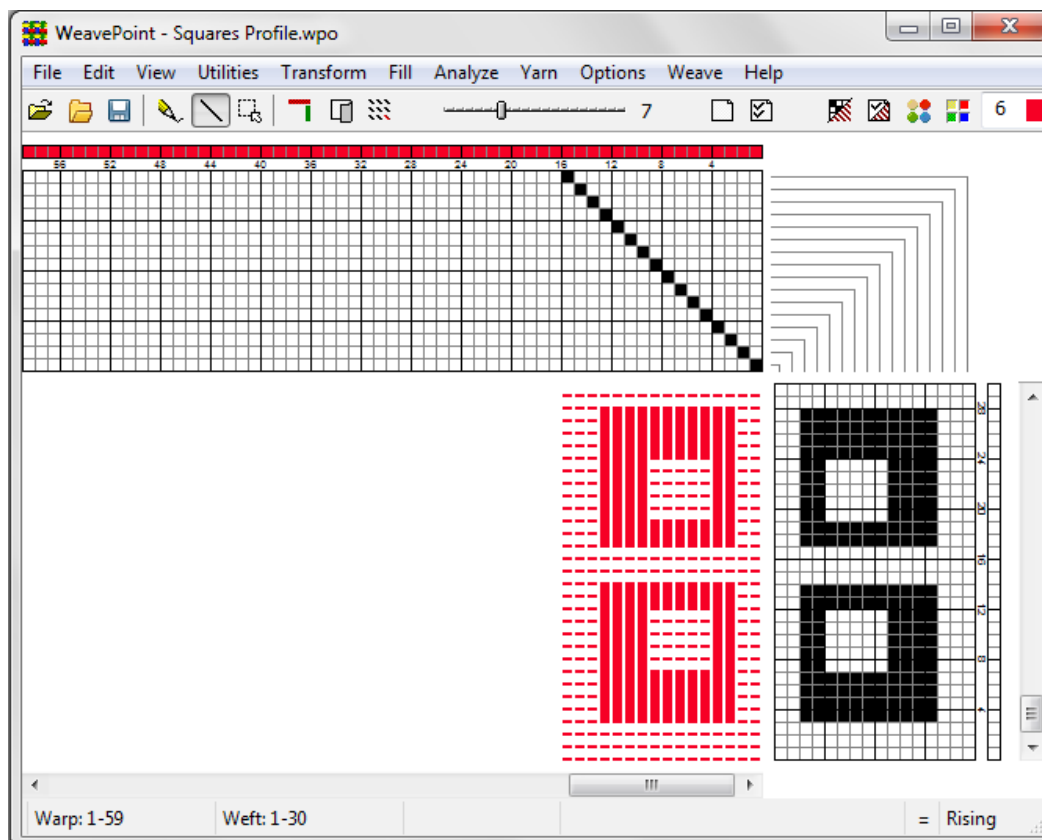 WeavePoint - Squares Profile.wpo
File Edit View Utilities Transform Fill Analyze Yarn Options Weave Help
7 6
56 52 48 44 40 36 32 28 24 20 16 12 8 4
28
24
20
16
12
8
4
Warp: 1-59 Weft: 1-30 = Rising